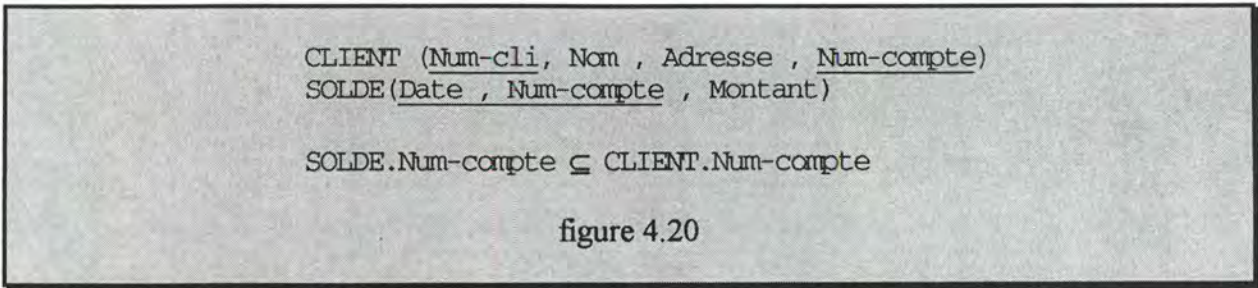 CLIENT (Num-cli, Nom , Adresse , Num-compte)
SOLDE(Date , Num-compte , Montant)
SOLDE.Num-compte ⊆ CLIENT.Num-compte
figure 4.20